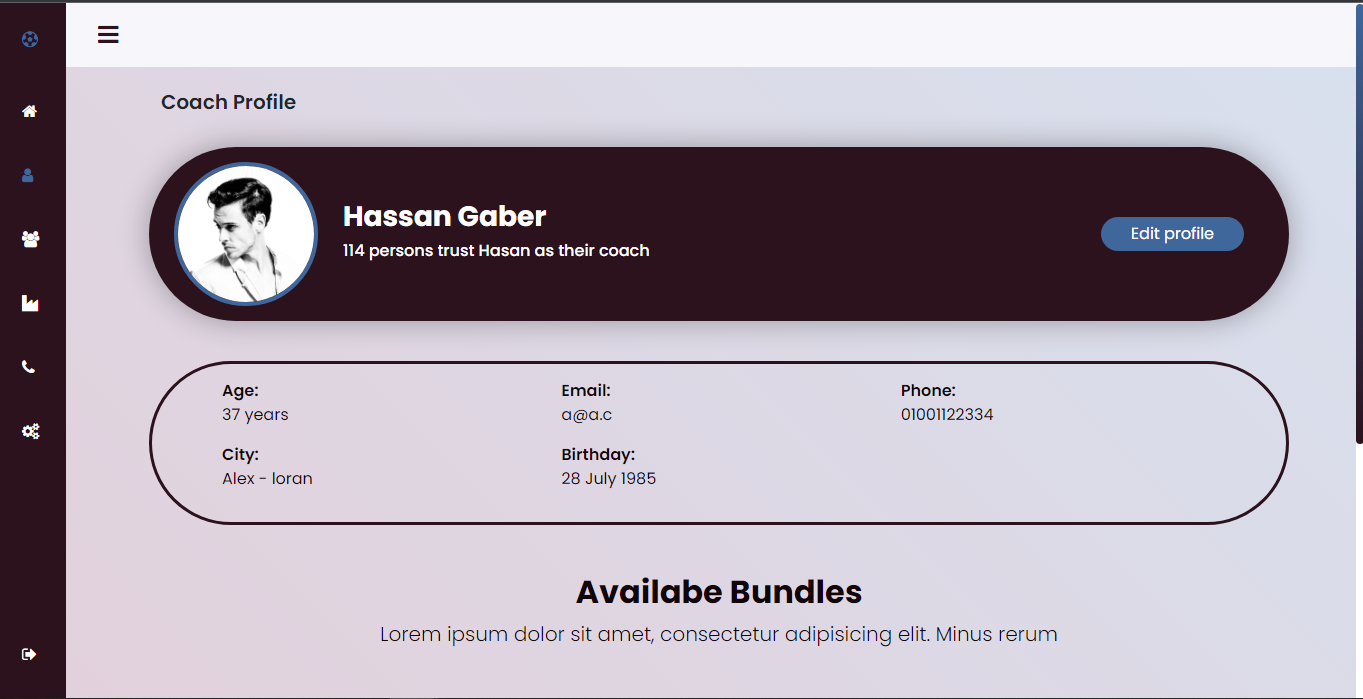 Coach Profile
Hassan Gaber
114 persons trust Hasan as their coach
Edit profile
Age:
37 years
Email:
a@a.c
Phone:
01001122334
City:
Alex - loran
Birthday:
28 July 1985
Availabe Bundles
Lorem ipsum dolor sit amet, consectetur adipisicing elit. Minus rerum